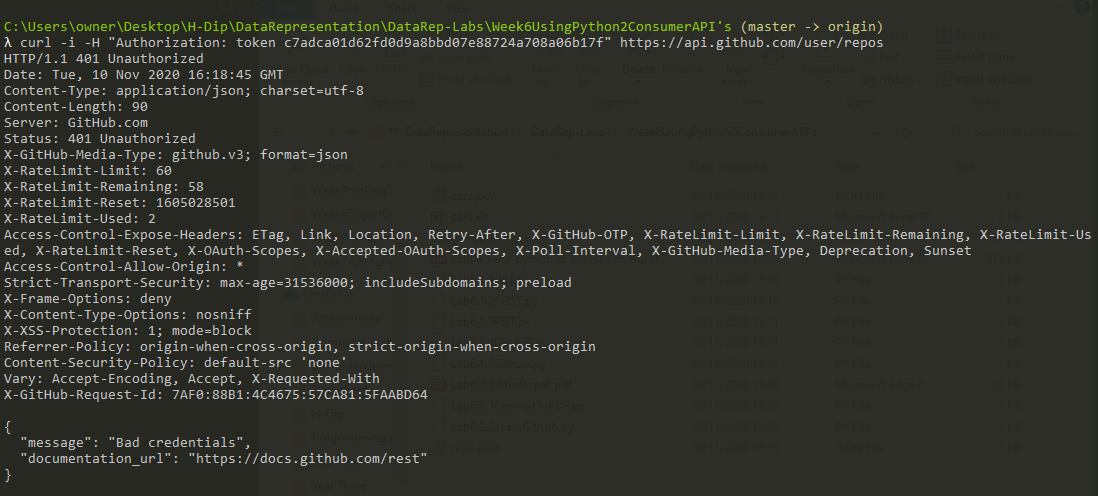 C:\Users\owner\Desktop\H-Dip\DataRepresentation\DataRep-Labs\Week6UsingPython2ConsumerAPI's (master -> origin)
λ curl -i -H "Authorization: token c7adca01d62fd0d9a8bbd07e88724a708a06b17f" https://api.github.com/user/repos
HTTP/1.1 401 Unauthorized
Date: Tue, 10 Nov 2020 16:18:45 GMT
Content-Type: application/json; charset=utf-8
Content-Length: 90
Server: GitHub.com
Status: 401 Unauthorized
X-GitHub-Media-Type: github.v3; format=json
X-RateLimit-Limit: 60
X-RateLimit-Remaining: 58
X-RateLimit-Reset: 1605028501
X-RateLimit-Used: 2
Access-Control-Expose-Headers: ETag, Link, Location, Retry-After, X-GitHub-OTP, X-RateLimit-Limit, X-RateLimit-Remaining, X-RateLimit-Us
ed, X-RateLimit-Reset, X-OAuth-Scopes, X-Accepted-OAuth-Scopes, X-Poll-Interval, X-GitHub-Media-Type, Deprecation, Sunset
Access-Control-Allow-Origin: *
Strict-Transport-Security: max-age=31536000; includeSubdomains; preload
X-Frame-Options: deny
X-Content-Type-Options: nosniff
X-XSS-Protection: 1; mode=block
Referrer-Policy: origin-when-cross-origin, strict-origin-when-cross-origin
Content-Security-Policy: default-src 'none'
Vary: Accept-Encoding, Accept, X-Requested-With
X-GitHub-Request-Id: 7AF0:88B1:4C4675:57CA81:5FAABD64
{
"message": "Bad credentials",
"documentation_url": "https://docs.github.com/rest"
}